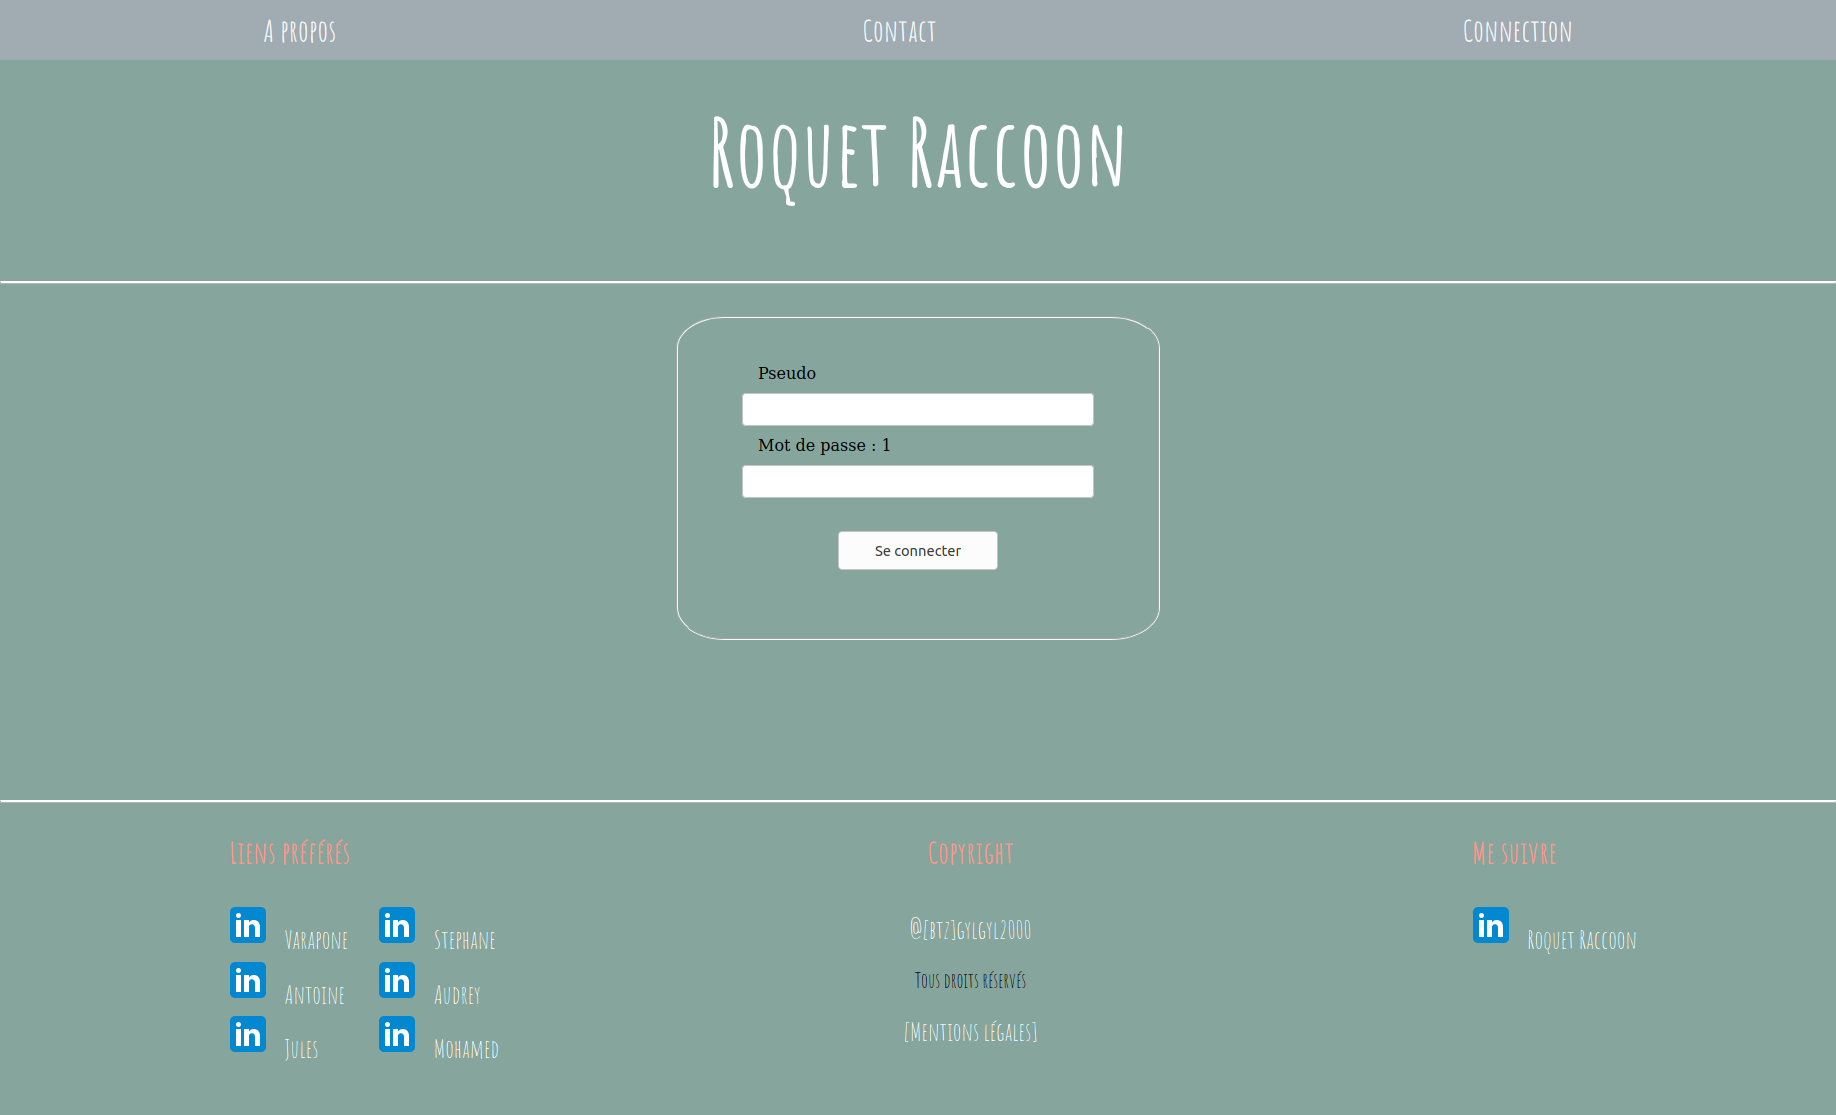 A propos
Contact
Connection
Roquet Raccoon
Pseudo
Mot de passe : 1
Se connecter
Liens préférés
in Varapone
in Stephane
in Antoine
in Audrey
in Jules
in Mohamed
Copyright
@[btz]gylgyl2000
Tous droits réservés
[Mentions légales]
Me suivre
in Roquet Raccoon